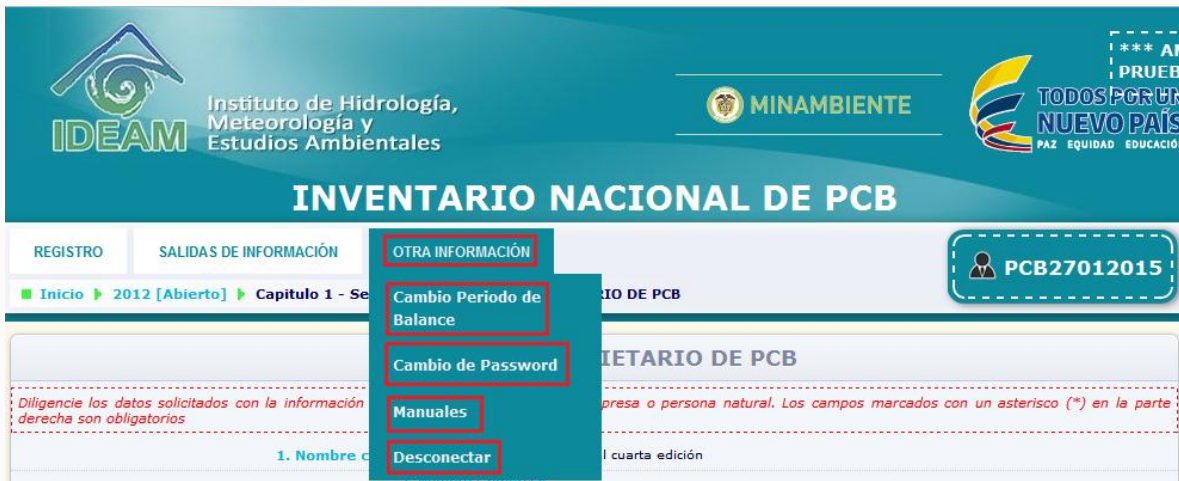 *** AM
PRUEB
IDEAM
Instituto de Hidrología,
Meteorología y
Estudios Ambientales
MINAMBIENTE
TODOS POR UN
NUEVO PAÍS
PAZ EQUIDAD EDUCACIÓN
INVENTARIO NACIONAL DE PCB
REGISTRO
SALIDAS DE INFORMACIÓN
OTRA INFORMACIÓN
PCB27012015
Inicio 2012 [Abierto] Capitulo 1 - Se IO DE PCB
Cambio Periodo de
Balance
Cambio de Password
Manuales
Desconectar
IETARIO DE PCB
Diligencie los datos solicitados con la información presa o persona natural. Los campos marcados con un asterisco (*) en la parte
derecha son obligatorios
1. Nombre c l cuarta edición